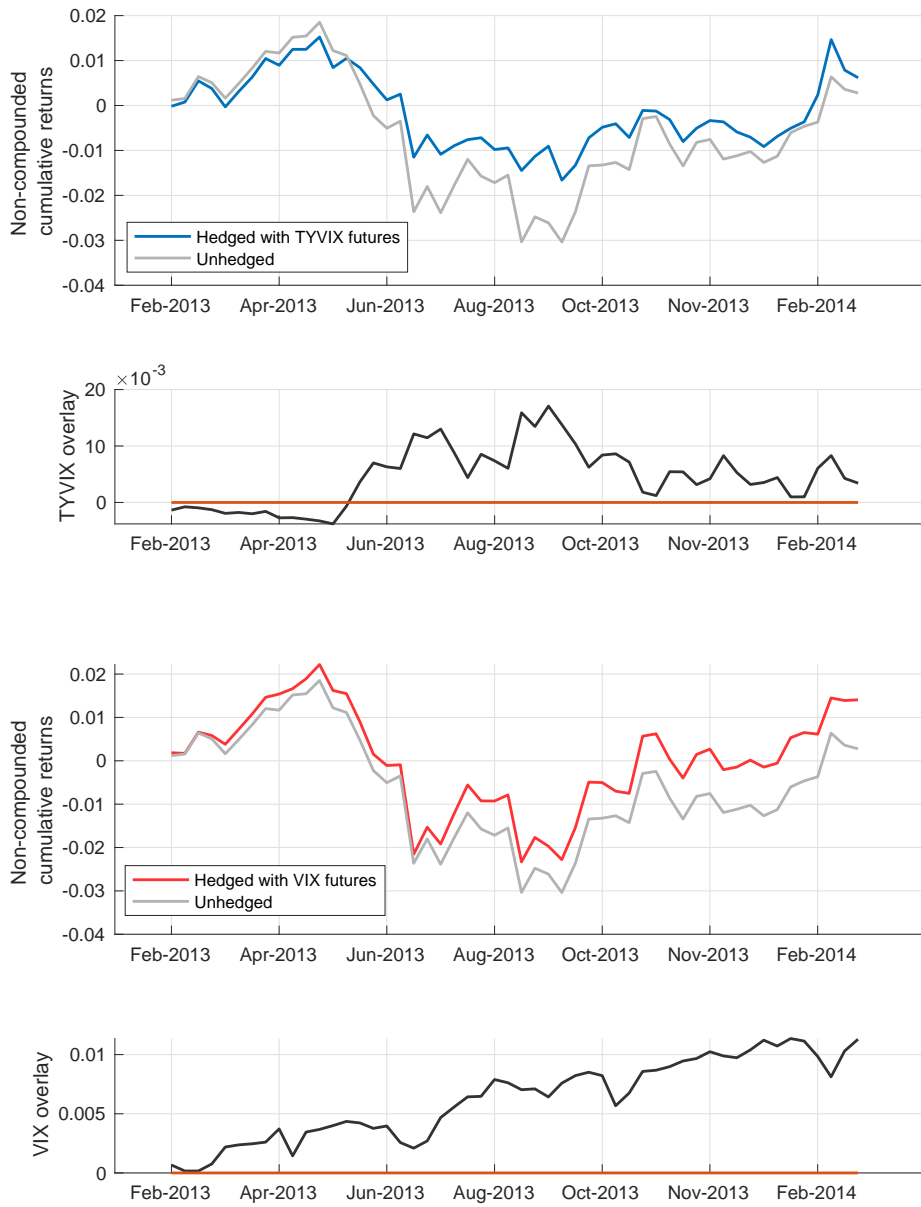 0.02
0.01
0
-0.01
-0.02
-0.03
-0.04
Non-compounded
cumulative returns
Hedged with TYVIX futures
Unhedged
Feb-2013 Apr-2013 Jun-2013 Aug-2013 Oct-2013 Nov-2013 Feb-2014
×10-3
20
10
0
TYVIX overlay
Feb-2013 Apr-2013 Jun-2013 Aug-2013 Oct-2013 Nov-2013 Feb-2014
0.02
0.01
0
-0.01
-0.02
-0.03
-0.04
Non-compounded
cumulative returns
Hedged with VIX futures
Unhedged
Feb-2013 Apr-2013 Jun-2013 Aug-2013 Oct-2013 Nov-2013 Feb-2014
0.01
0.005
0
VIX overlay
Feb-2013 Apr-2013 Jun-2013 Aug-2013 Oct-2013 Nov-2013 Feb-2014